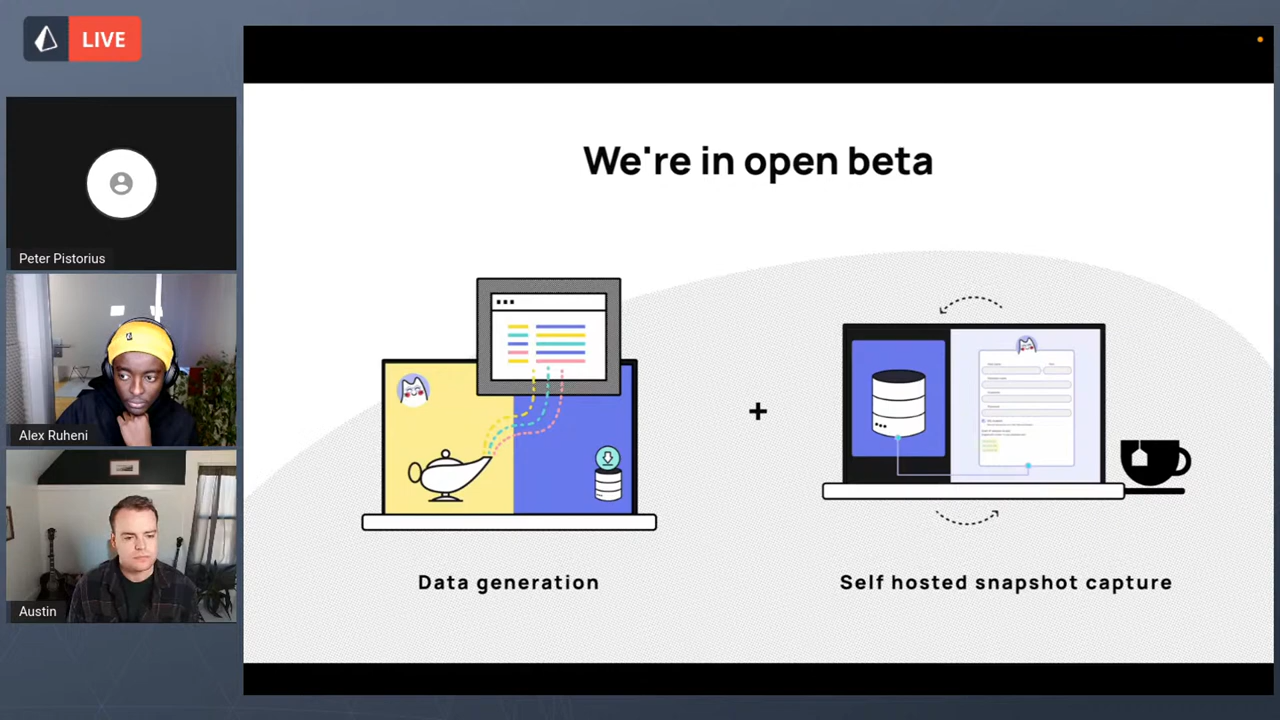 LIVE
Peter Pistorius
Alex Ruheni
Austin
We're in open beta
+
Data generation
Self hosted snapshot capture